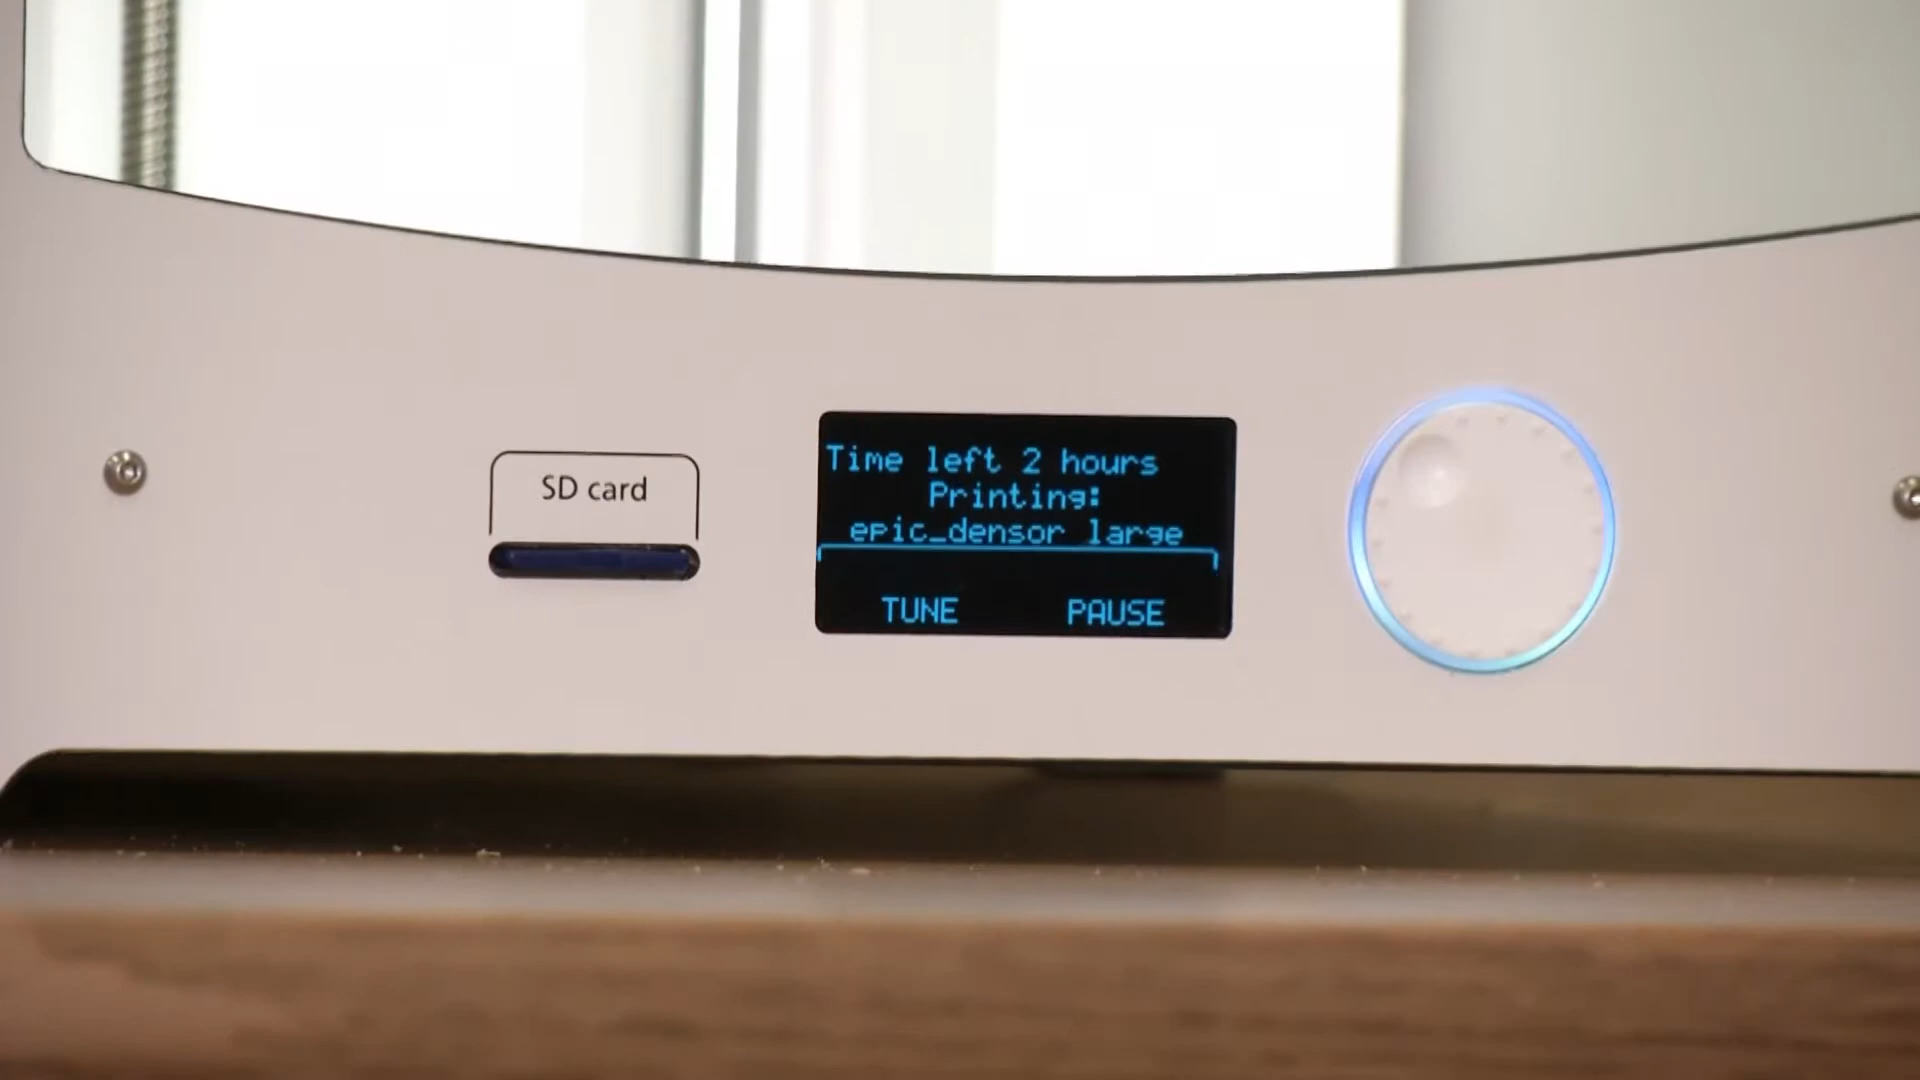 SD card
Time left 2 hours
Printing:
epic_densor large
TUNE PAUSE